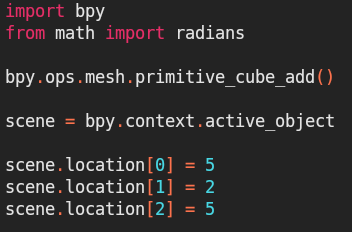 import bpy
from math import radians
bpy.ops.mesh.primitive_cube_add()
scene = bpy.context.active_object
scene.location[0] = 5
scene.location[1] = 2
scene.location[2] = 5